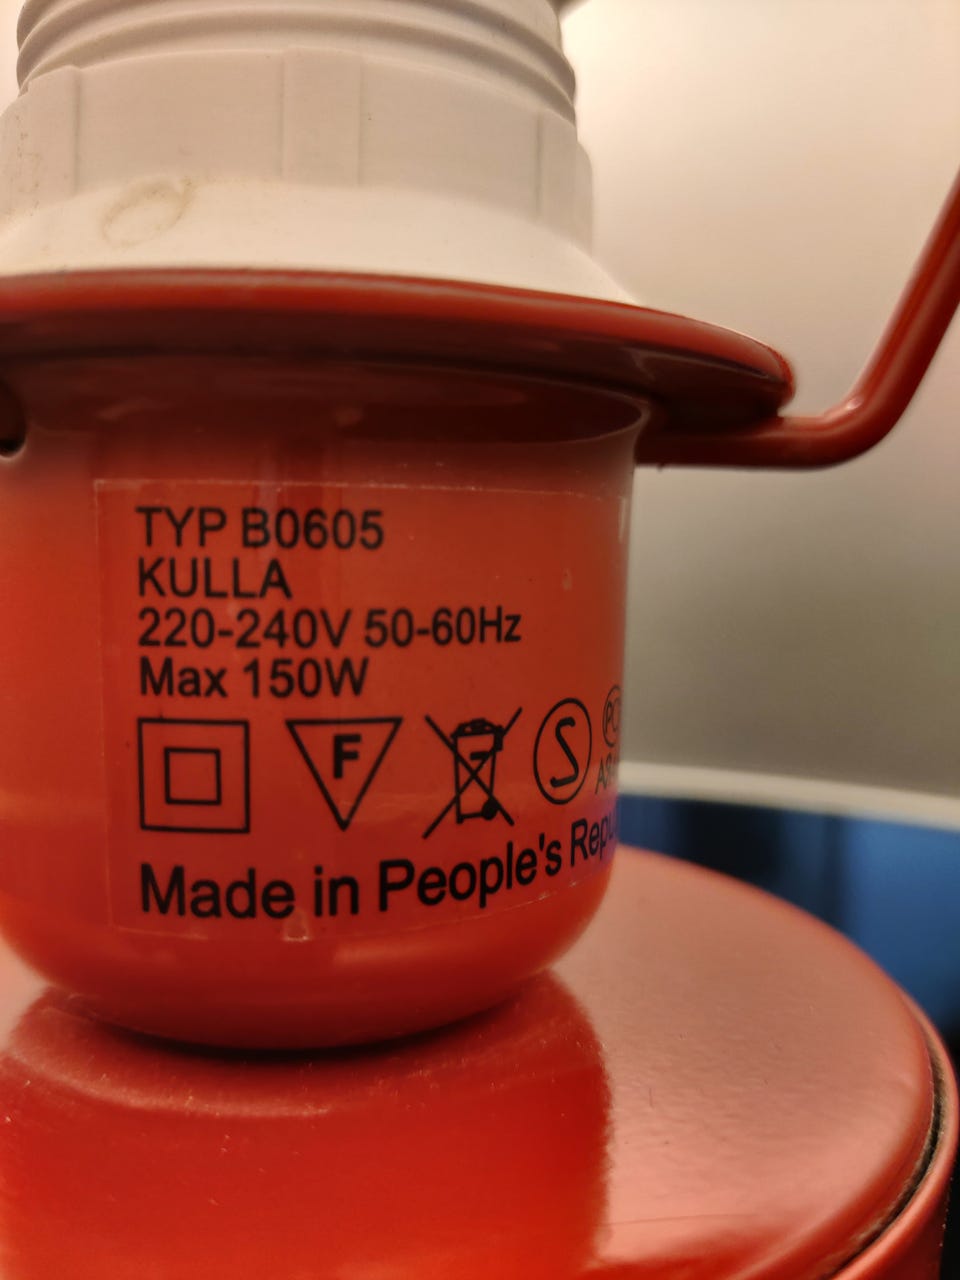 TYP B0605
KULLA
220-240V 50-60Hz
Max 150W
F
S
Made in People's